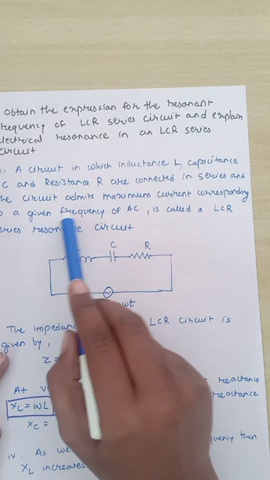 Obtain the expression for the resonant
frequency of LCR series circuit and explain
electrical resonance in an LCR series
circuit
A circuit in which inductance L, capacitance
C and Resistance R are connected in series and
the circuit admits maximum current corresponding
to a given frequency of AC, is called a LCR
series resonance circuit
C R
ωt
The Impedance LCR circuit is
given by,
Z =
At reactance
XL = ωL reactance
XC =
iv. As we frequency then
XL increases